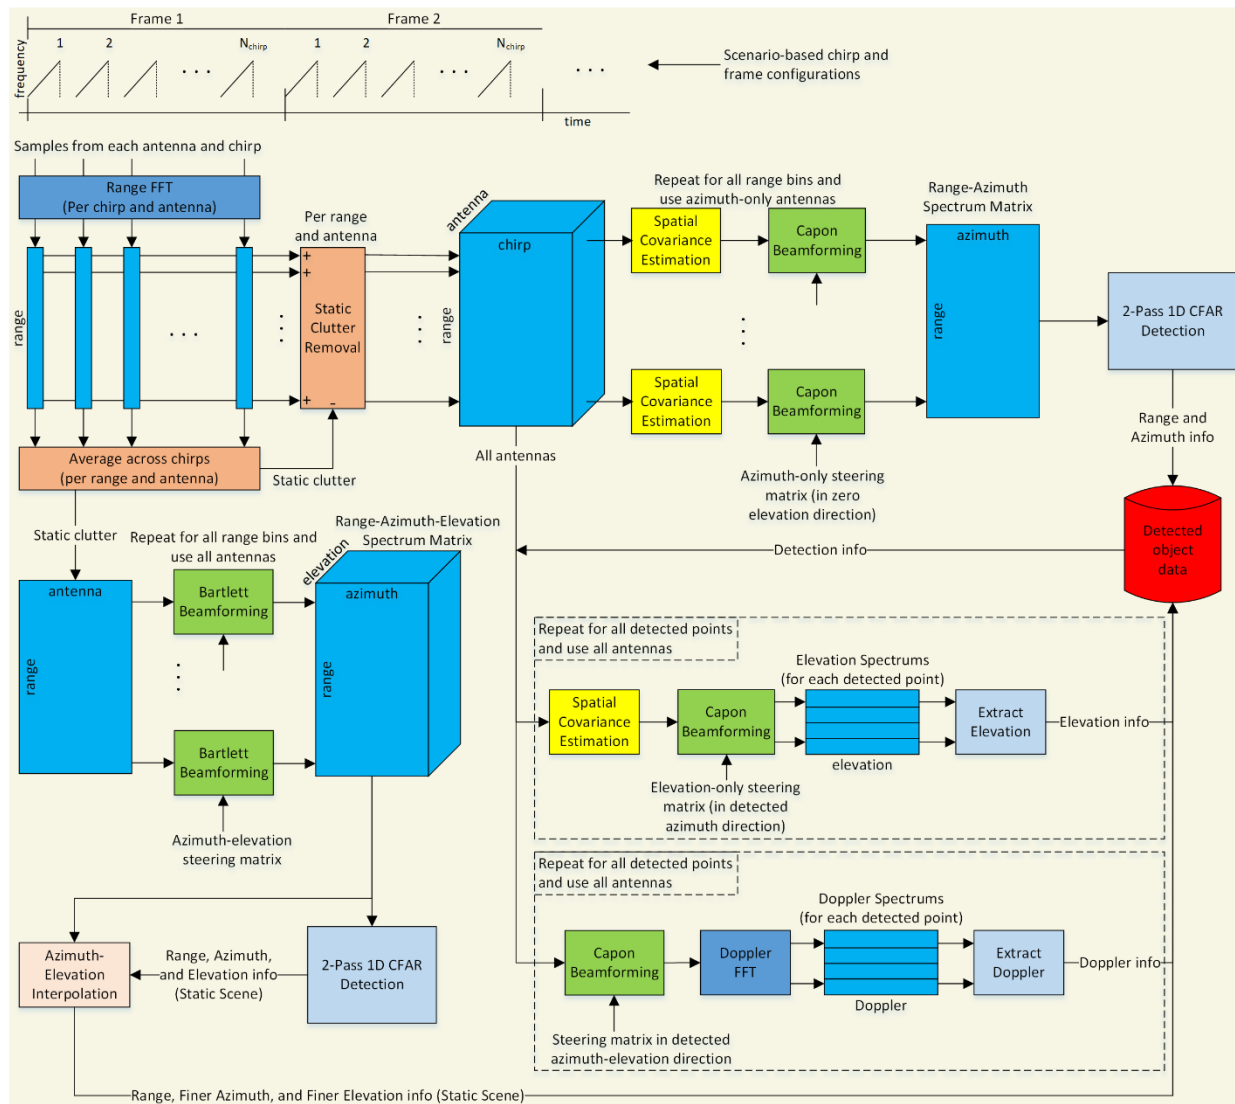 Frame 1
Frame 2
frequency
1
2
N_chirp
1
2
N_chirp
. . .
. . .
. . .
time
Scenario-based chirp and
frame configurations
Samples from each antenna and chirp
Range FFT
(Per chirp and antenna)
Per range
and antenna
range
. . .
+
+
+
-
Static
Clutter
Removal
range
antenna
chirp
Repeat for all range bins and
use azimuth-only antennas
Spatial
Covariance
Estimation
Capon
Beamforming
. . .
Spatial
Covariance
Estimation
Capon
Beamforming
Azimuth-only steering
matrix (in zero
elevation direction)
Range-Azimuth
Spectrum Matrix
azimuth
range
2-Pass 1D CFAR
Detection
Range and
Azimuth info
Detected
object
data
Detection info
All antennas
Average across chirps
(per range and antenna)
Static clutter
Static clutter
antenna
range
Repeat for all range bins and
use all antennas
Bartlett
Beamforming
. . .
Bartlett
Beamforming
Azimuth-elevation
steering matrix
Range-Azimuth-Elevation
Spectrum Matrix
elevation
azimuth
range
Repeat for all detected points
and use all antennas
Spatial
Covariance
Estimation
Capon
Beamforming
Elevation-only steering
matrix (in detected
azimuth direction)
Elevation Spectrums
(for each detected point)
elevation
Extract
Elevation
Elevation info
Repeat for all detected points
and use all antennas
Capon
Beamforming
Steering matrix in detected
azimuth-elevation direction
Doppler
FFT
Doppler Spectrums
(for each detected point)
Doppler
Extract
Doppler
Doppler info
Azimuth-
Elevation
Interpolation
Range, Azimuth,
and Elevation info
(Static Scene)
2-Pass 1D CFAR
Detection
Range, Finer Azimuth, and Finer Elevation info (Static Scene)